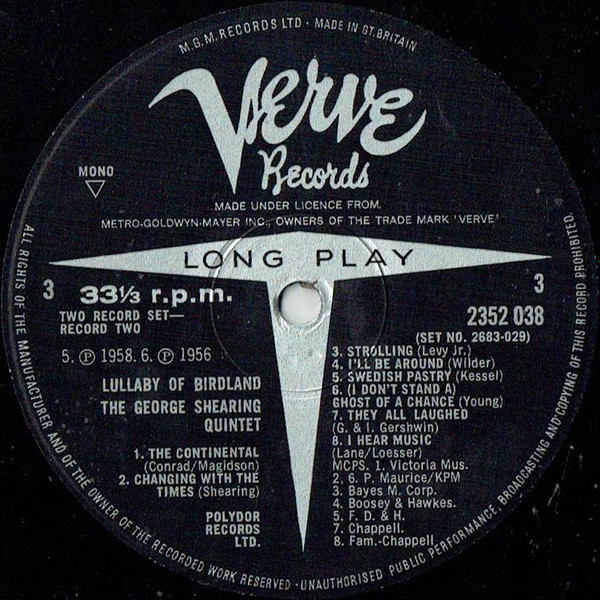 M.G.M. RECORDS LTD · MADE IN GT. BRITAIN
Verve
Records
MONO
MADE UNDER LICENCE FROM
METRO-GOLDWYN-MAYER INC., OWNERS OF THE TRADE MARK 'VERVE'
LONG PLAY
3
33⅓ r.p.m.
TWO RECORD SET—
RECORD TWO
5. ℗ 1958. 6. ℗ 1956
LULLABY OF BIRDLAND
THE GEORGE SHEARING
QUINTET
1. THE CONTINENTAL
(Conrad/Magidson)
2. CHANGING WITH THE
TIMES (Shearing)
POLYDOR
RECORDS
LTD.
3
2352 038
(SET NO. 2683-029)
3. STROLLING (Levy Jr.)
4. I'LL BE AROUND (Wilder)
5. SWEDISH PASTRY (Kessel)
6. (I DON'T STAND A)
GHOST OF A CHANCE (Young)
7. THEY ALL LAUGHED
(G. & I. Gershwin)
8. I HEAR MUSIC
(Lane/Loesser)
MCPS. 1. Victoria Mus.
2. 6. P. Maurice/KPM
3. Bayes M. Corp.
4. Boosey & Hawkes.
5. F. D. & H.
7. Chappell.
8. Fam.-Chappell.
ALL RIGHTS OF THE MANUFACTURER AND OF THE OWNER OF THE RECORDED WORK RESERVED · UNAUTHORISED PUBLIC PERFORMANCE, BROADCASTING AND COPYING OF THIS RECORD PROHIBITED.